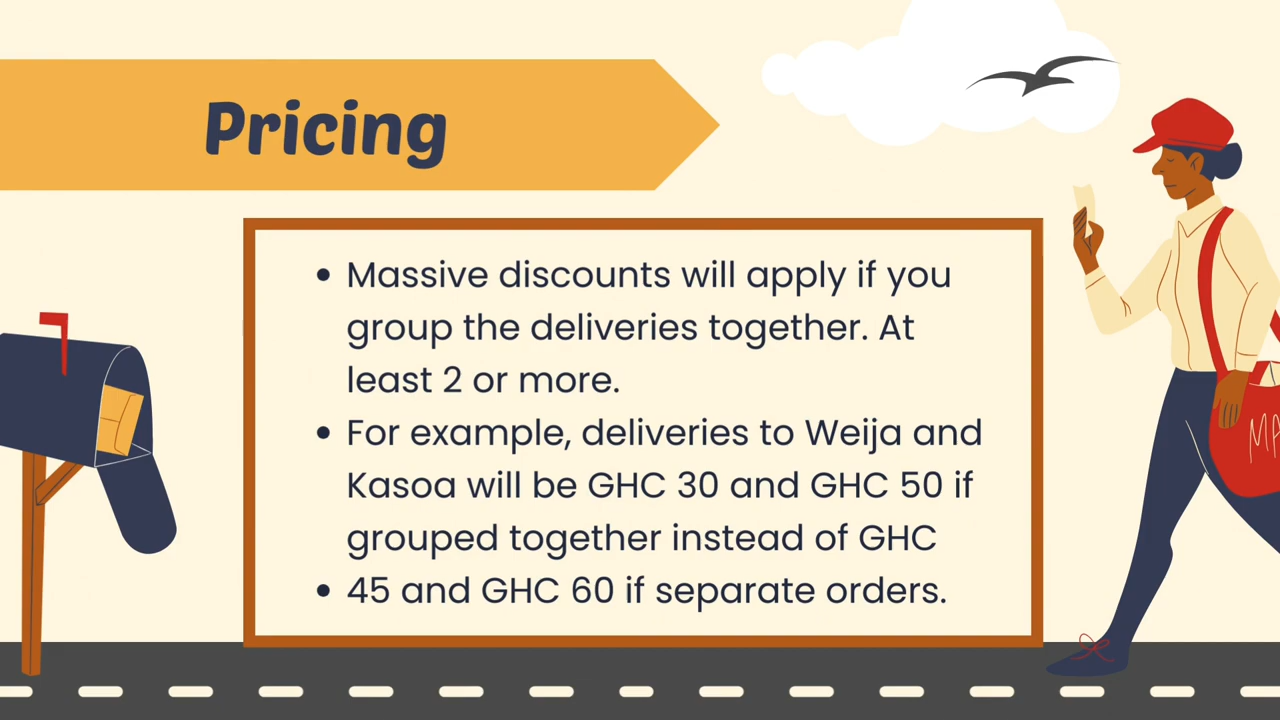 Pricing
• Massive discounts will apply if you
group the deliveries together. At
least 2 or more.
• For example, deliveries to Weija and
Kasoa will be GHC 30 and GHC 50 if
grouped together instead of GHC
• 45 and GHC 60 if separate orders.